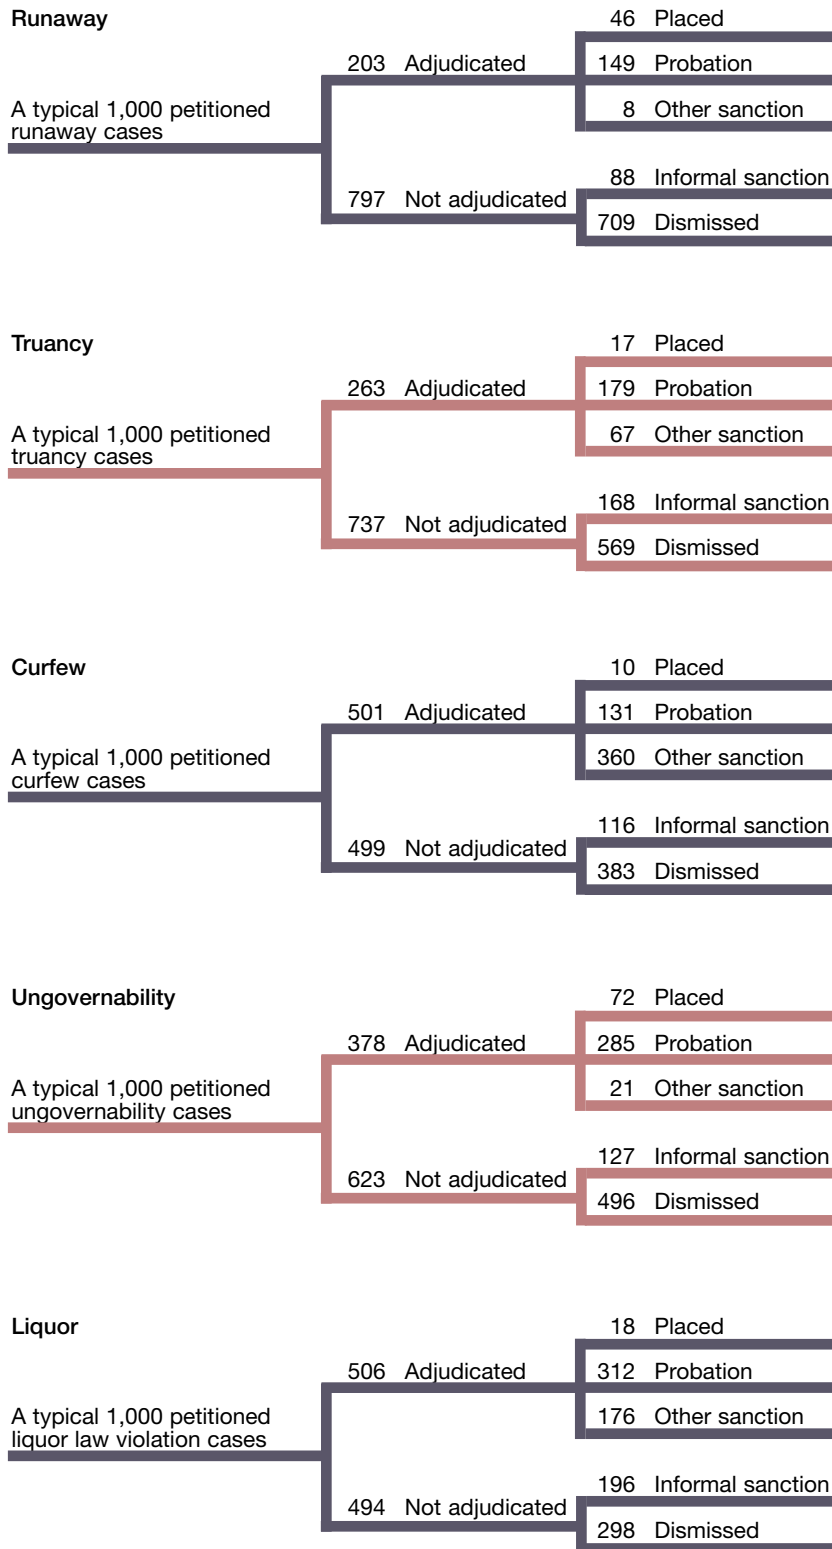 Runaway
46 Placed
203 Adjudicated
149 Probation
A typical 1,000 petitioned
runaway cases
8 Other sanction
88 Informal sanction
797 Not adjudicated
709 Dismissed
Truancy
17 Placed
263 Adjudicated
179 Probation
A typical 1,000 petitioned
truancy cases
67 Other sanction
168 Informal sanction
737 Not adjudicated
569 Dismissed
Curfew
10 Placed
501 Adjudicated
131 Probation
A typical 1,000 petitioned
curfew cases
360 Other sanction
116 Informal sanction
499 Not adjudicated
383 Dismissed
Ungovernability
72 Placed
378 Adjudicated
285 Probation
A typical 1,000 petitioned
ungovernability cases
21 Other sanction
127 Informal sanction
623 Not adjudicated
496 Dismissed
Liquor
18 Placed
506 Adjudicated
312 Probation
A typical 1,000 petitioned
liquor law violation cases
176 Other sanction
196 Informal sanction
494 Not adjudicated
298 Dismissed